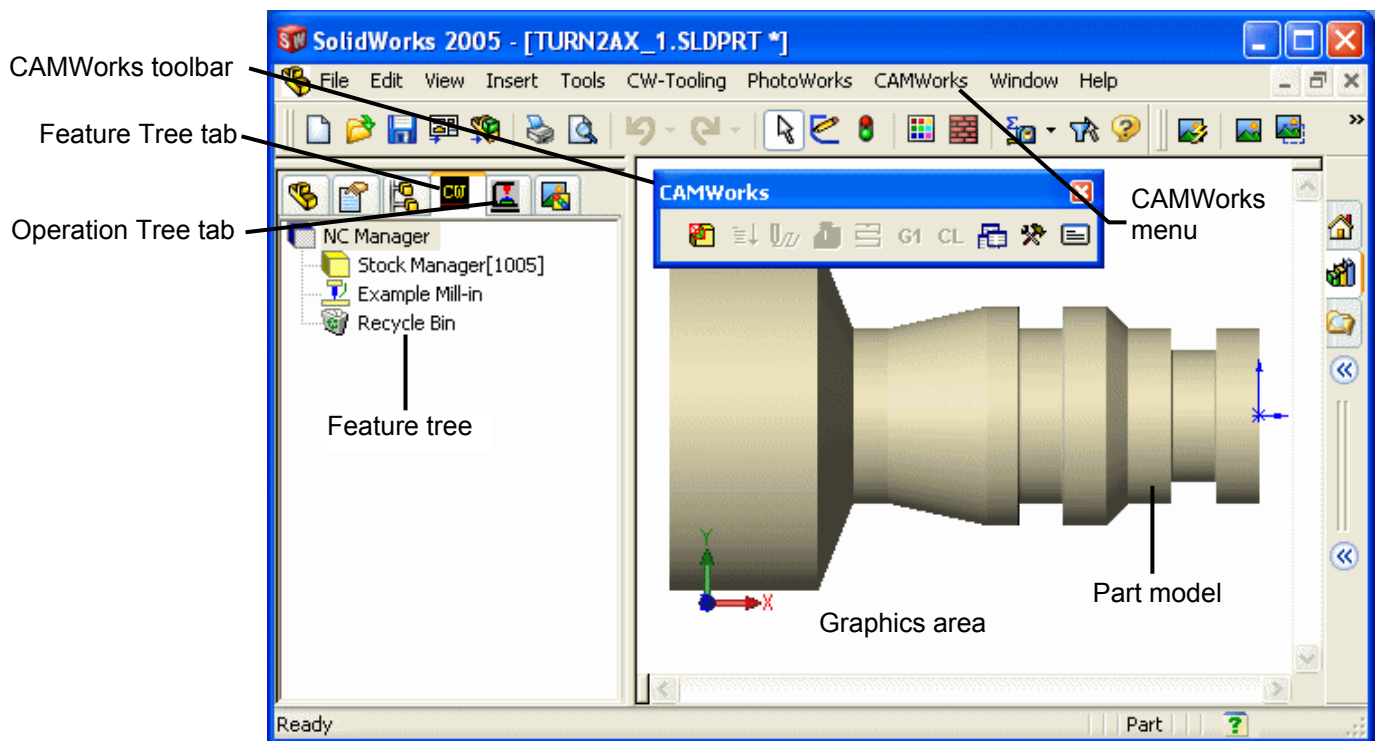 SolidWorks 2005 - [TURN2AX_1.SLDPRT *]
CAMWorks toolbar
File Edit View Insert Tools CW-Tooling PhotoWorks CAMWorks Window Help
Feature Tree tab
CW
CAMWorks
CAMWorks menu
Operation Tree tab
NC Manager
G1 CL
Stock Manager[1005]
Example Mill-in
Recycle Bin
Feature tree
Y
X
Part model
Graphics area
Ready
Part